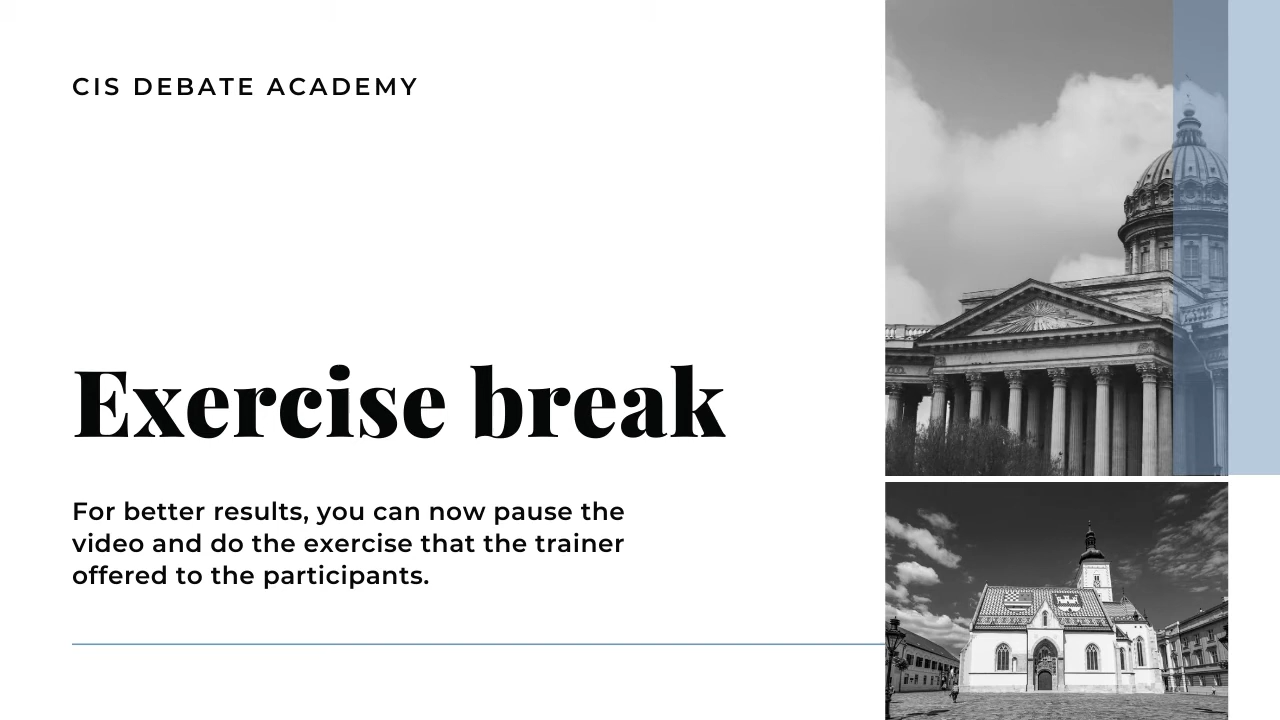 CIS DEBATE ACADEMY
Exercise break
For better results, you can now pause the
video and do the exercise that the trainer
offered to the participants.